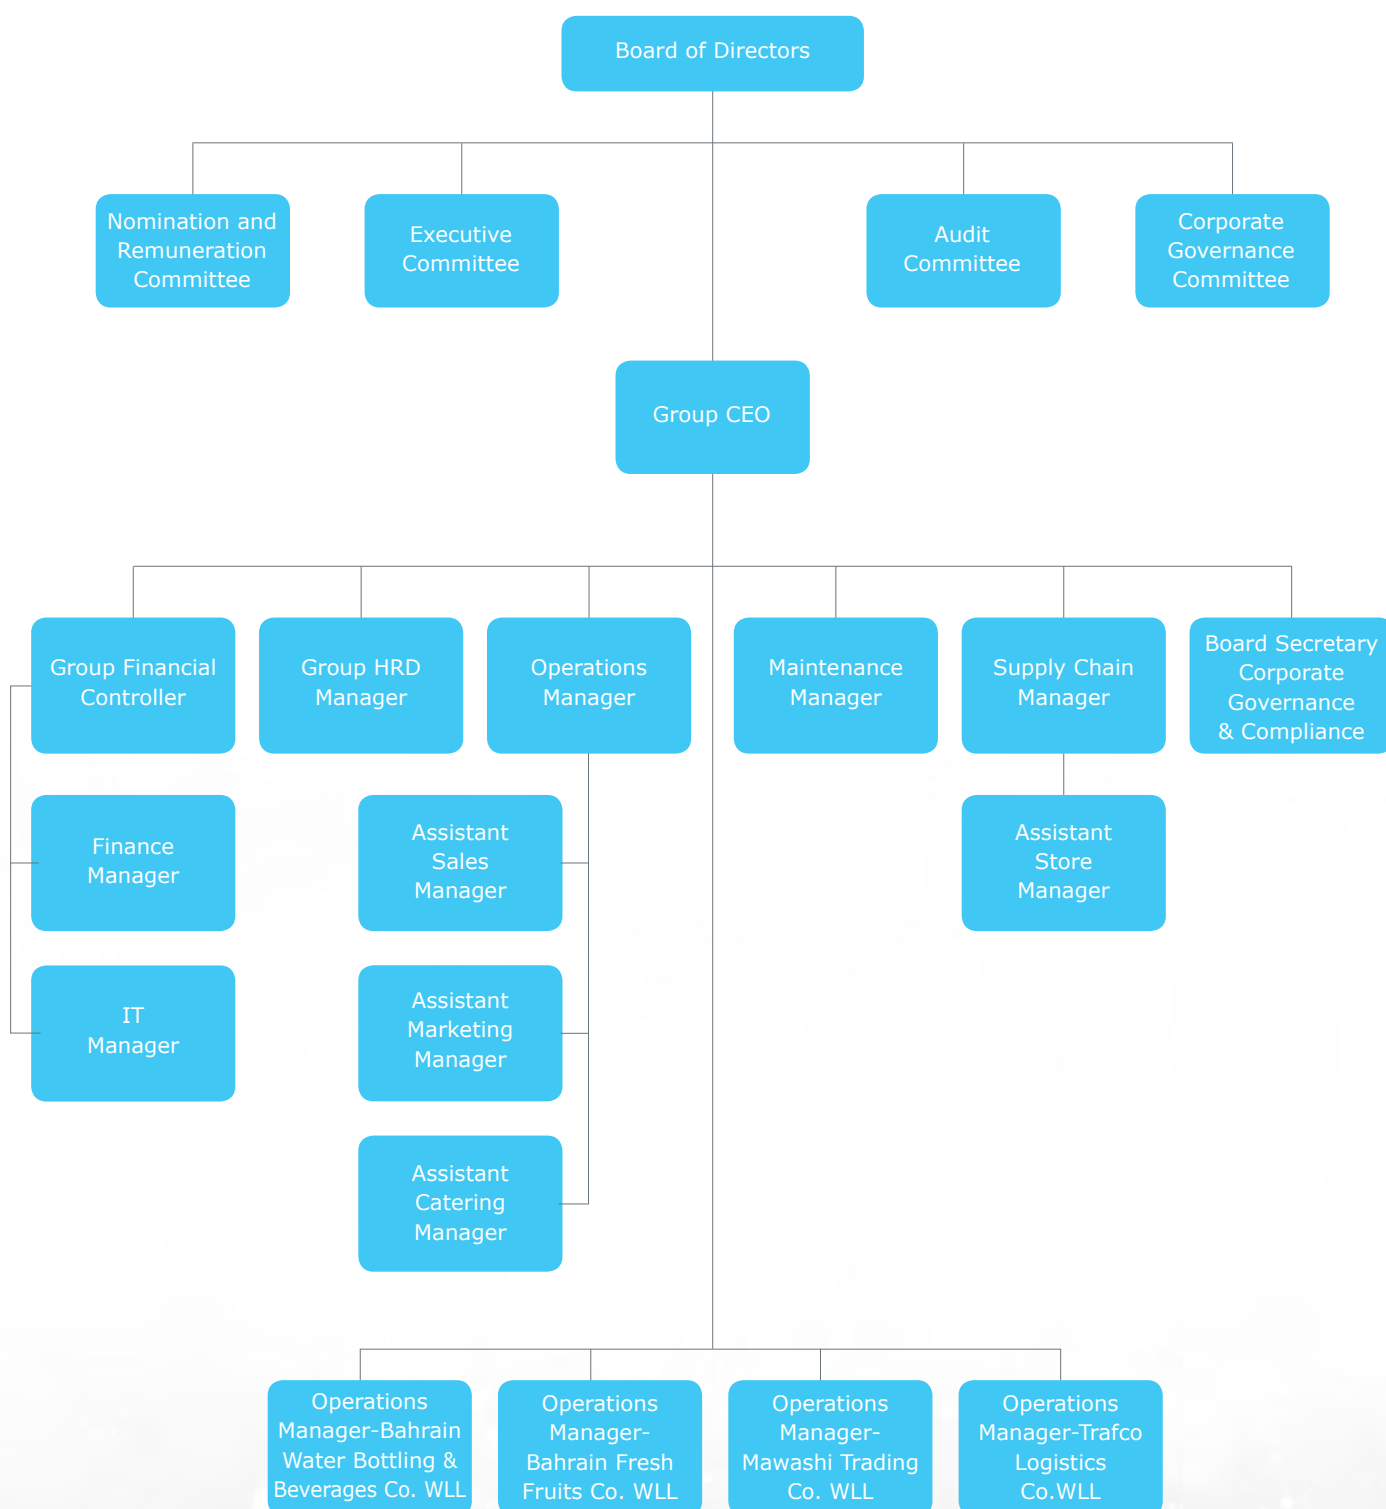 Board of Directors
Nomination and
Remuneration
Committee
Executive
Committee
Audit
Committee
Corporate
Governance
Committee
Group CEO
Group Financial
Controller
Group HRD
Manager
Operations
Manager
Maintenance
Manager
Supply Chain
Manager
Board Secretary
Corporate
Governance
& Compliance
Finance
Manager
Assistant
Sales
Manager
Assistant
Store
Manager
IT
Manager
Assistant
Marketing
Manager
Assistant
Catering
Manager
Operations
Manager-Bahrain
Water Bottling &
Beverages Co. WLL
Operations
Manager-
Bahrain Fresh
Fruits Co. WLL
Operations
Manager-
Mawashi Trading
Co. WLL
Operations
Manager-Trafco
Logistics
Co.WLL